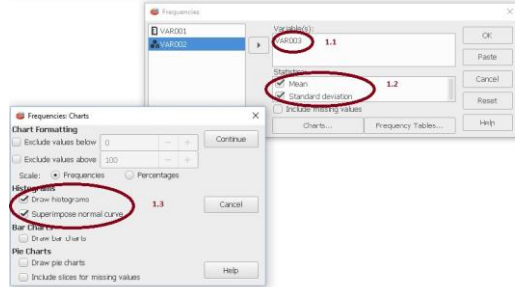 Frequencies
VAR001
VAR002
Variable(s):
VAR003
1.1
Statistics:
Mean
1.2
Standard deviation
Include missing values
Charts...
Frequency Tables...
OK
Paste
Cancel
Reset
Help
Frequencies: Charts
Chart Formatting
Exclude values below 0
Exclude values above 100
Scale: Frequencies Percentages
Histograms
Draw histograms
1.3
Superimpose normal curve
Bar Charts
Draw bar charts
Pie Charts
Draw pie charts
Include slices for missing values
Continue
Cancel
Help